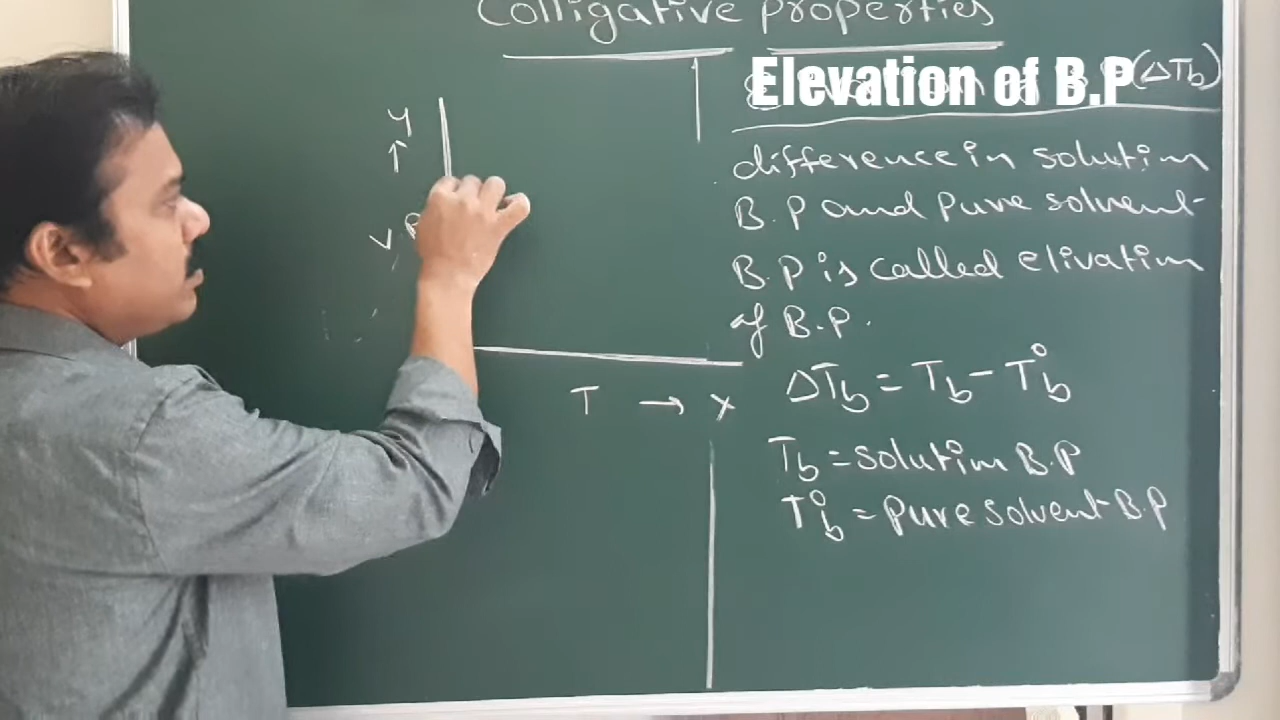 Colligative properties
Elevation of B.P
(ΔTb)
difference in solution
B.P and pure solvent
B.P is called elivation
of B.P.
ΔTb = Tb - T°b
Tb = solution B.P
T°b = pure solvent B.P
y
↑
V P
T → x